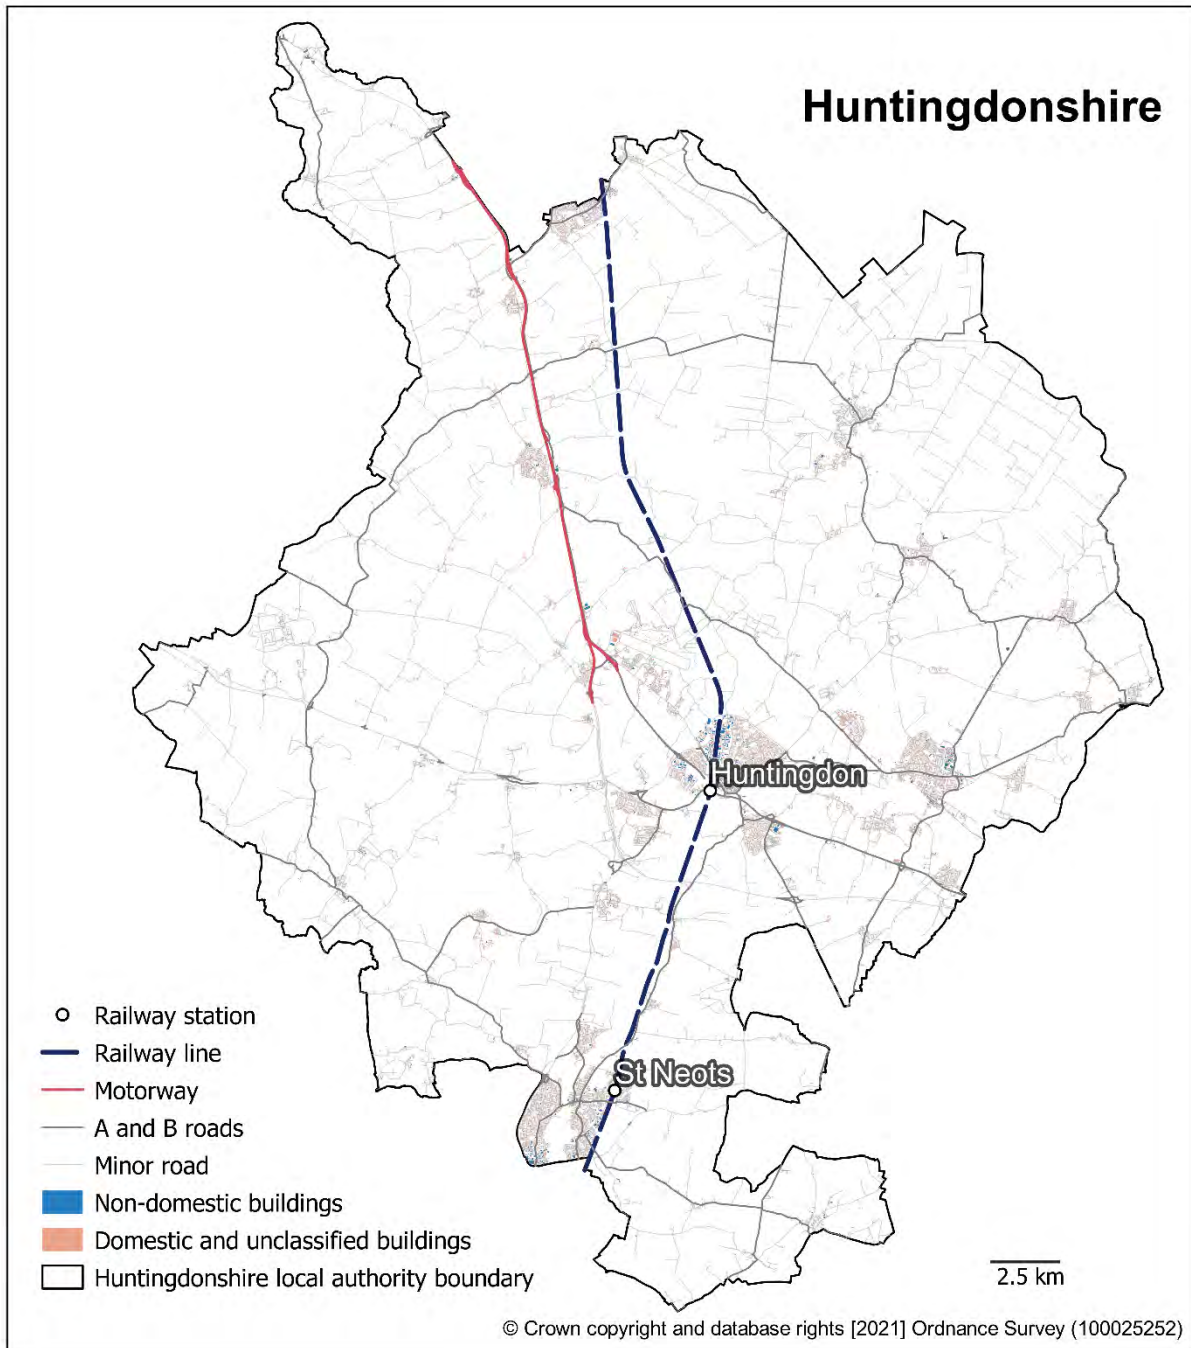 Huntingdonshire
Huntingdon
St Neots
Railway station
Railway line
Motorway
A and B roads
Minor road
Non-domestic buildings
Domestic and unclassified buildings
Huntingdonshire local authority boundary
2.5 km
© Crown copyright and database rights [2021] Ordnance Survey (100025252)